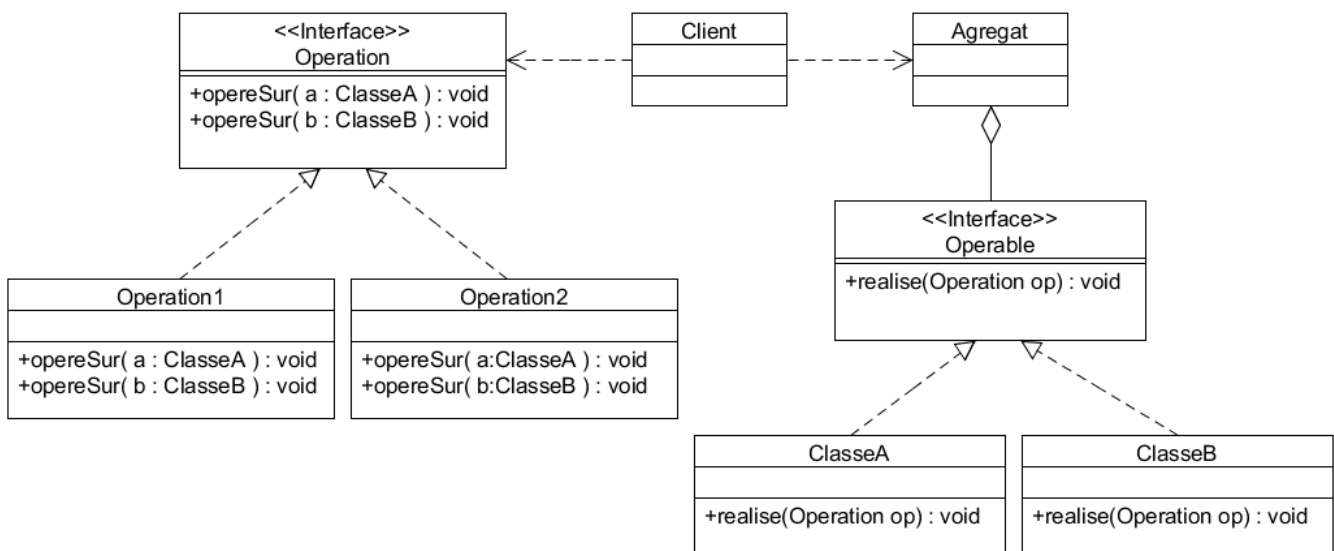 <<Interface>>
Operation
+opereSur( a : ClasseA ) : void
+opereSur( b : ClasseB ) : void
Client
Agregat
<<Interface>>
Operable
+realise(Operation op) : void
Operation1
+opereSur( a : ClasseA ) : void
+opereSur( b : ClasseB ) : void
Operation2
+opereSur( a:ClasseA ) : void
+opereSur( b:ClasseB ) : void
ClasseA
+realise(Operation op) : void
ClasseB
+realise(Operation op) : void